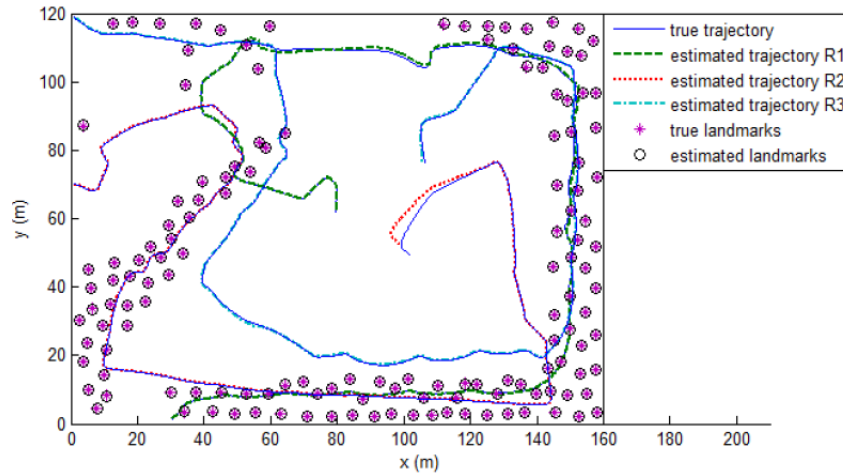 120
100
80
60
40
20
0
y (m)
0 20 40 60 80 100 120 140 160 180 200
x (m)
true trajectory
estimated trajectory R1
estimated trajectory R2
estimated trajectory R3
true landmarks
estimated landmarks